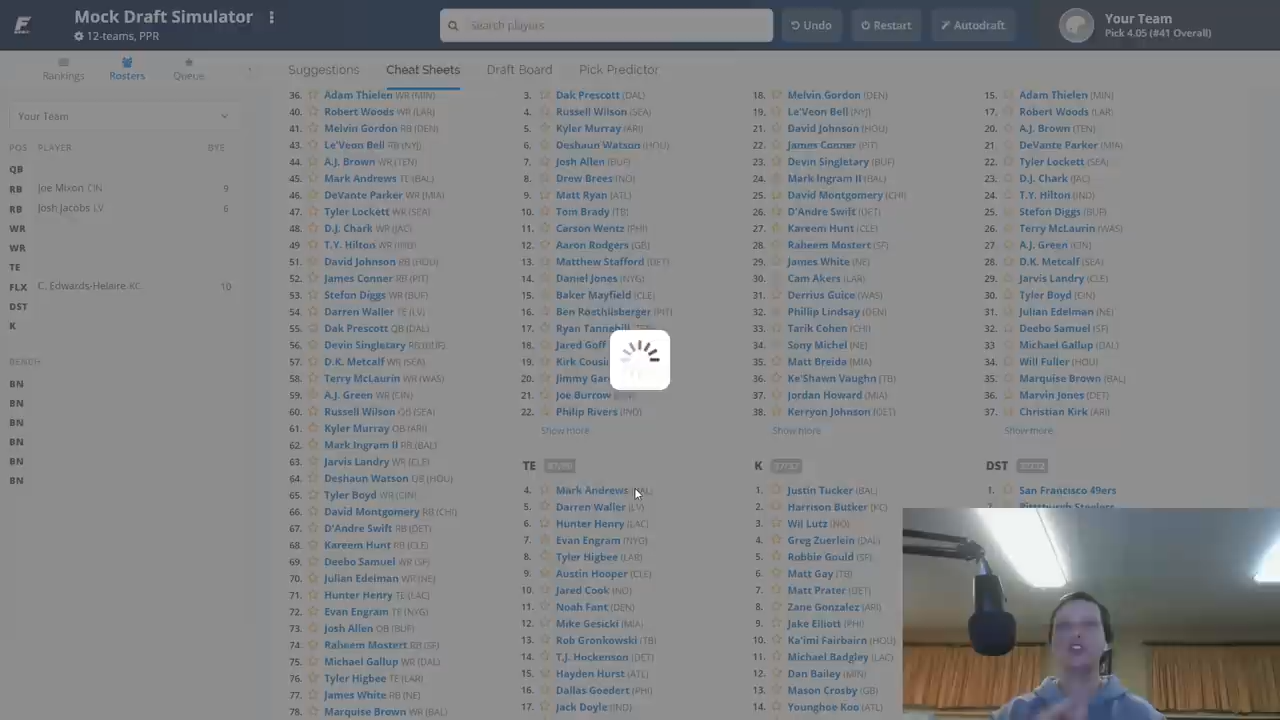 Mock Draft Simulator
12-teams, PPR
Search players
Undo
Restart
Autodraft
Your Team
Pick 4.05 (#41 Overall)
Rankings
Rosters
Queue
Suggestions
Cheat Sheets
Draft Board
Pick Predictor
Your Team
POS PLAYER BYE
QB
RB Joe Mixon CIN 9
RB Josh Jacobs LV 6
WR
WR
TE
FLX C. Edwards-Helaire KC 10
DST
K
BENCH
BN
BN
BN
BN
BN
BN
36. Adam Thielen WR (MIN)
40. Robert Woods WR (LAR)
41. Melvin Gordon RB (DEN)
43. Le'Veon Bell RB (NYJ)
44. A.J. Brown WR (TEN)
45. Mark Andrews TE (BAL)
46. DeVante Parker WR (MIA)
47. Tyler Lockett WR (SEA)
48. D.J. Chark WR (JAC)
49. T.Y. Hilton WR (IND)
51. David Johnson RB (HOU)
52. James Conner RB (PIT)
53. Stefon Diggs WR (BUF)
54. Darren Waller TE (LV)
55. Dak Prescott QB (DAL)
56. Devin Singletary RB (BUF)
57. D.K. Metcalf WR (SEA)
58. Terry McLaurin WR (WAS)
59. A.J. Green WR (CIN)
60. Russell Wilson QB (SEA)
61. Kyler Murray QB (ARI)
62. Mark Ingram II RB (BAL)
63. Jarvis Landry WR (CLE)
64. Deshaun Watson QB (HOU)
65. Tyler Boyd WR (CIN)
66. David Montgomery RB (CHI)
67. D'Andre Swift RB (DET)
68. Kareem Hunt RB (CLE)
69. Deebo Samuel WR (SF)
70. Julian Edelman WR (NE)
71. Hunter Henry TE (LAC)
72. Evan Engram TE (NYG)
73. Josh Allen QB (BUF)
74. Raheem Mostert RB (SF)
75. Michael Gallup WR (DAL)
76. Tyler Higbee TE (LAR)
77. James White RB (NE)
78. Marquise Brown WR (BAL)
3. Dak Prescott (DAL)
4. Russell Wilson (SEA)
5. Kyler Murray (ARI)
6. Deshaun Watson (HOU)
7. Josh Allen (BUF)
8. Drew Brees (NO)
9. Matt Ryan (ATL)
10. Tom Brady (TB)
11. Carson Wentz (PHI)
12. Aaron Rodgers (GB)
13. Matthew Stafford (DET)
14. Daniel Jones (NYG)
15. Baker Mayfield (CLE)
16. Ben Roethlisberger (PIT)
17. Ryan Tannehill
18. Jared Goff
19. Kirk Cousi
20. Jimmy Gar
21. Joe Burrow
22. Philip Rivers (IND)
Show more
18. Melvin Gordon (DEN)
19. Le'Veon Bell (NYJ)
21. David Johnson (HOU)
22. James Conner (PIT)
23. Devin Singletary (BUF)
24. Mark Ingram II (BAL)
25. David Montgomery (CHI)
26. D'Andre Swift (DET)
27. Kareem Hunt (CLE)
28. Raheem Mostert (SF)
29. James White (NE)
30. Cam Akers (LAR)
31. Derrius Guice (WAS)
32. Phillip Lindsay (DEN)
33. Tarik Cohen (CHI)
34. Sony Michel (NE)
35. Matt Breida (MIA)
36. Ke'Shawn Vaughn (TB)
37. Jordan Howard (MIA)
38. Kerryon Johnson (DET)
Show more
15. Adam Thielen (MIN)
17. Robert Woods (LAR)
20. A.J. Brown (TEN)
21. DeVante Parker (MIA)
22. Tyler Lockett (SEA)
23. D.J. Chark (JAC)
24. T.Y. Hilton (IND)
25. Stefon Diggs (BUF)
26. Terry McLaurin (WAS)
27. A.J. Green (CIN)
28. D.K. Metcalf (SEA)
29. Jarvis Landry (CLE)
30. Tyler Boyd (CIN)
31. Julian Edelman (NE)
32. Deebo Samuel (SF)
33. Michael Gallup (DAL)
34. Will Fuller (HOU)
35. Marquise Brown (BAL)
36. Marvin Jones (DET)
37. Christian Kirk (ARI)
Show more
TE
4. Mark Andrews (BAL)
5. Darren Waller (LV)
6. Hunter Henry (LAC)
7. Evan Engram (NYG)
8. Tyler Higbee (LAR)
9. Austin Hooper (CLE)
10. Jared Cook (NO)
11. Noah Fant (DEN)
12. Mike Gesicki (MIA)
13. Rob Gronkowski (TB)
14. T.J. Hockenson (DET)
15. Hayden Hurst (ATL)
16. Dallas Goedert (PHI)
17. Jack Doyle (IND)
K
1. Justin Tucker (BAL)
2. Harrison Butker (KC)
3. Wil Lutz (NO)
4. Greg Zuerlein (DAL)
5. Robbie Gould (SF)
6. Matt Gay (TB)
7. Matt Prater (DET)
8. Zane Gonzalez (ARI)
9. Jake Elliott (PHI)
10. Ka'imi Fairbairn (HOU)
11. Michael Badgley (LAC)
12. Dan Bailey (MIN)
13. Mason Crosby (GB)
14. Younghoe Koo (ATL)
DST
1. San Francisco 49ers
2. Pittsburgh Steelers